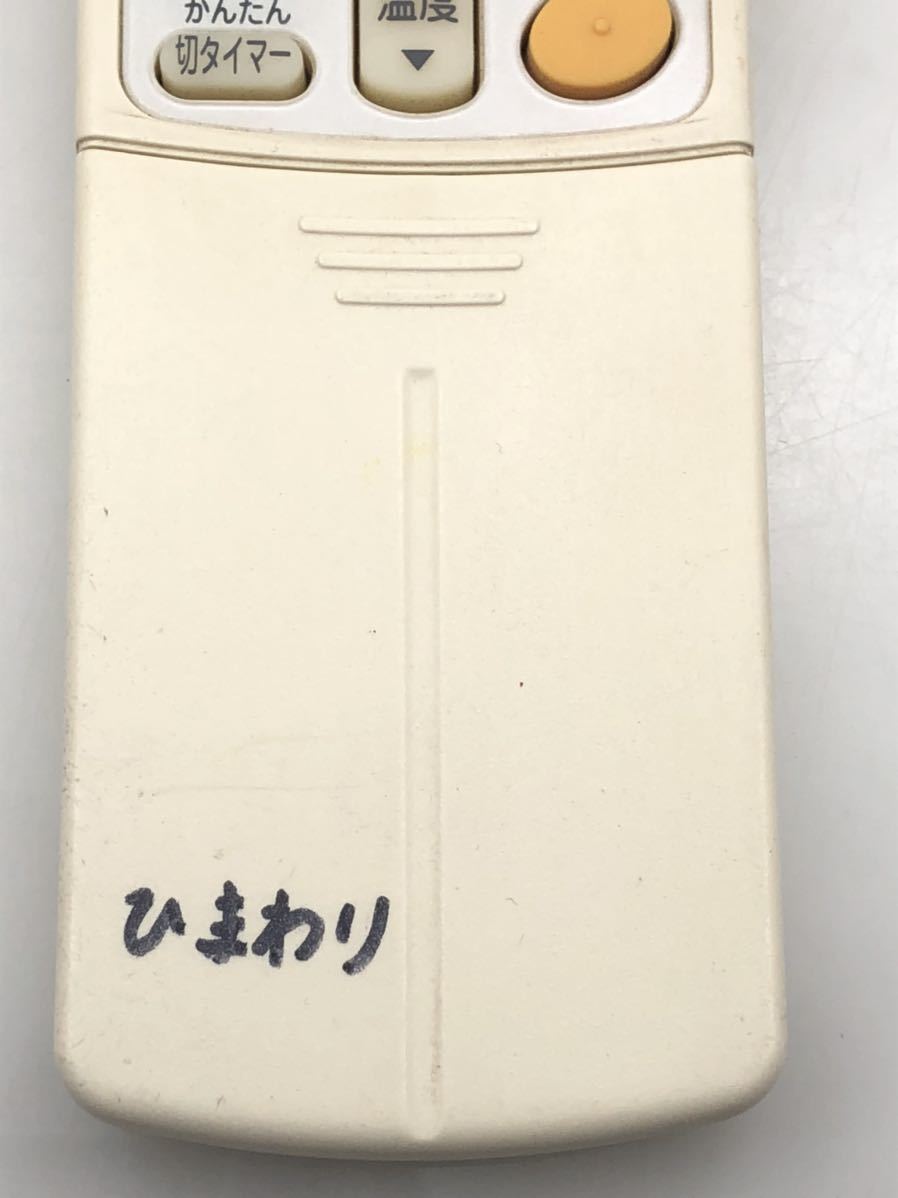 かんたん
切タイマー
温度
▼
ひまわり